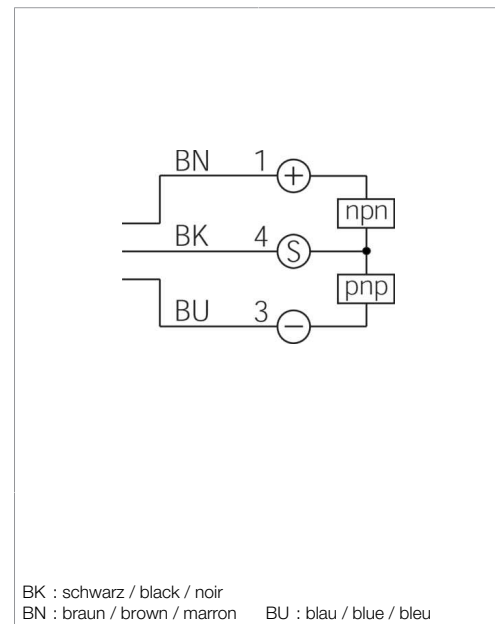 BN 1 +
npn
BK 4 S
pnp
BU 3 −
BK : schwarz / black / noir
BN : braun / brown / marron BU : blau / blue / bleu